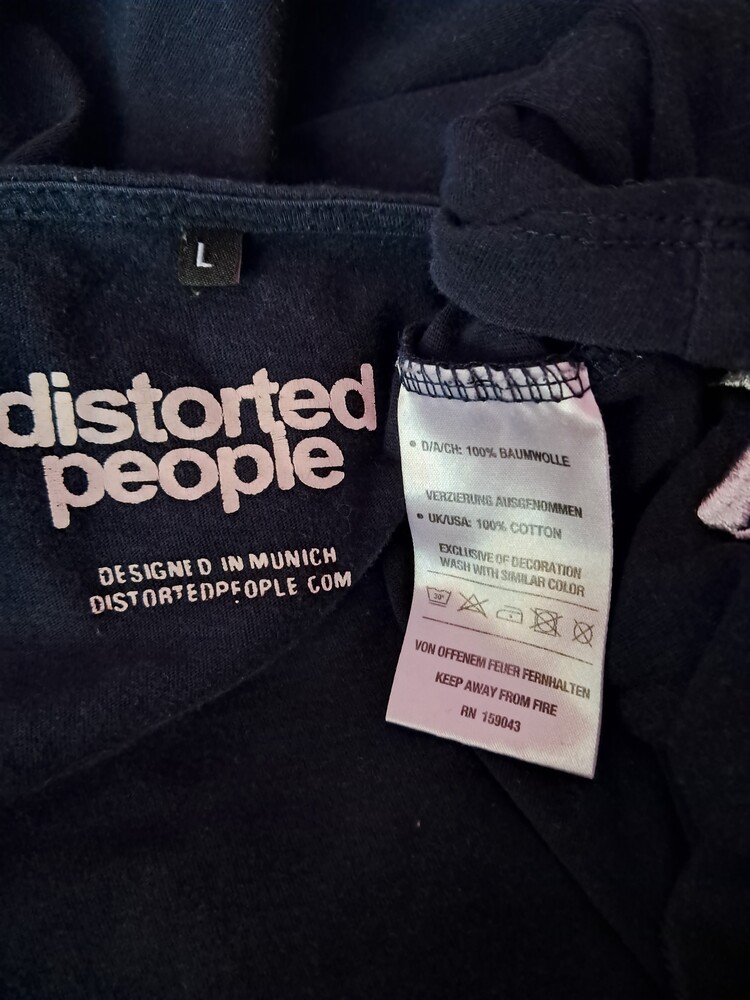 L
distorted
people
DESIGNED IN MUNICH
DISTORTEDPEOPLE COM
D/A/CH: 100% BAUMWOLLE
VERZIERUNG AUSGENOMMEN
UK/USA: 100% COTTON
EXCLUSIVE OF DECORATION
WASH WITH SIMILAR COLOR
30°
VON OFFENEM FEUER FERNHALTEN
KEEP AWAY FROM FIRE
RN 159043